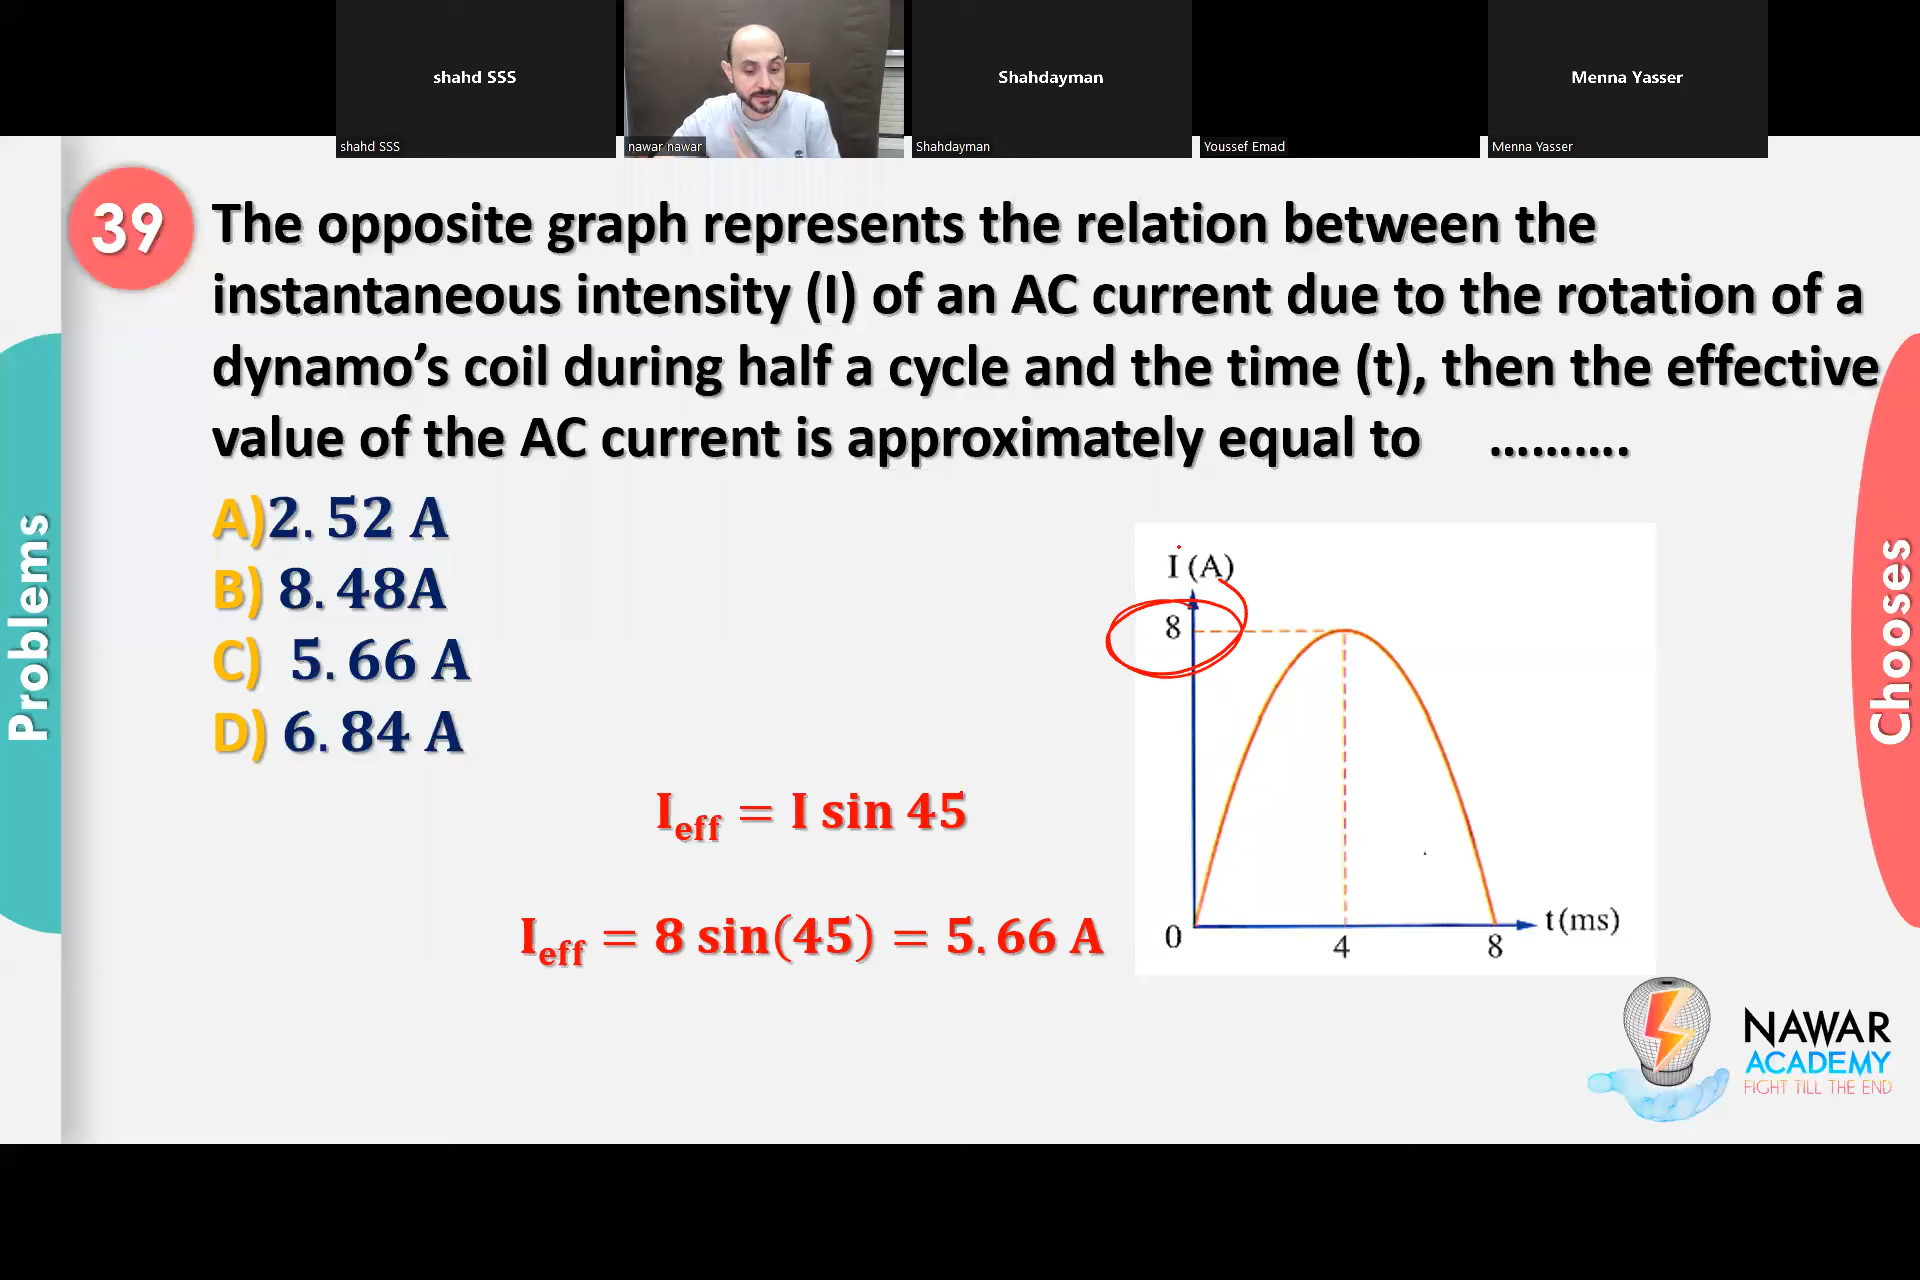 shahd SSS
Shahdayman
Menna Yasser
shahd SSS
nawar nawar
Shahdayman
Youssef Emad
Menna Yasser
39
The opposite graph represents the relation between the
instantaneous intensity (I) of an AC current due to the rotation of a
dynamo’s coil during half a cycle and the time (t), then the effective
value of the AC current is approximately equal to ..........
A)2. 52 A
B) 8. 48A
C) 5. 66 A
D) 6. 84 A
I_eff = I sin 45
I_eff = 8 sin(45) = 5. 66 A
I (A)
8
0
4
8
t(ms)
Problems
Chooses
NAWAR
ACADEMY
FIGHT TILL THE END